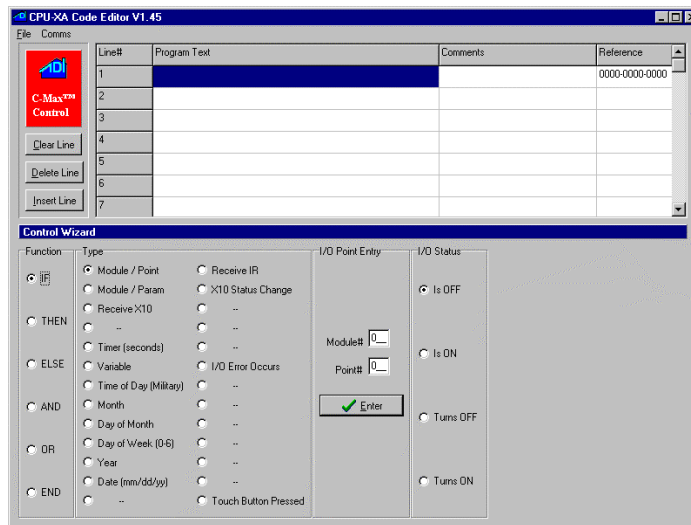 CPU-XA Code Editor V1.45
File Comms
ADI
C-Max™
Control
Clear Line
Delete Line
Insert Line
Line# Program Text Comments Reference
1 0000-0000-0000
2
3
4
5
6
7
Control Wizard
Function
IF
THEN
ELSE
AND
OR
END
Type
Module / Point
Module / Param
Receive X10
--
Timer (seconds)
Variable
Time of Day (Military)
Month
Day of Month
Day of Week (0-6)
Year
Date (mm/dd/yy)
--
Receive IR
X10 Status Change
--
--
--
I/O Error Occurs
--
--
--
--
--
--
Touch Button Pressed
I/O Point Entry
Module# 0__
Point# 0__
Enter
I/O Status
Is OFF
Is ON
Turns OFF
Turns ON